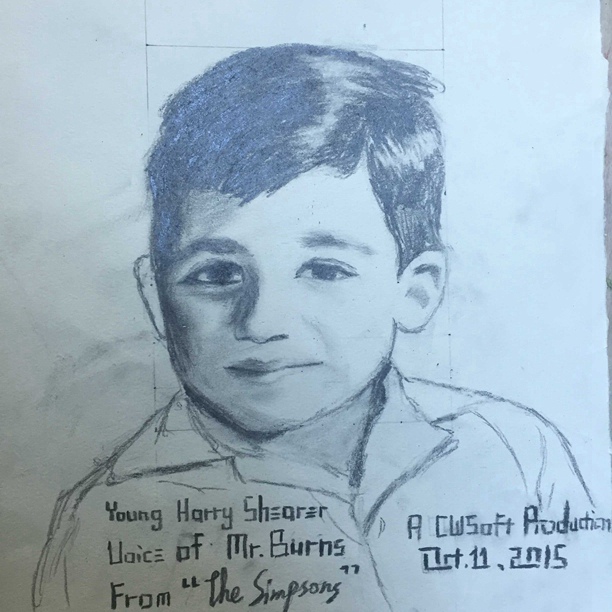 Young Harry Shearer
Voice of Mr. Burns
From "The Simpsons"
A CWSoft Production
Oct. 11, 2015